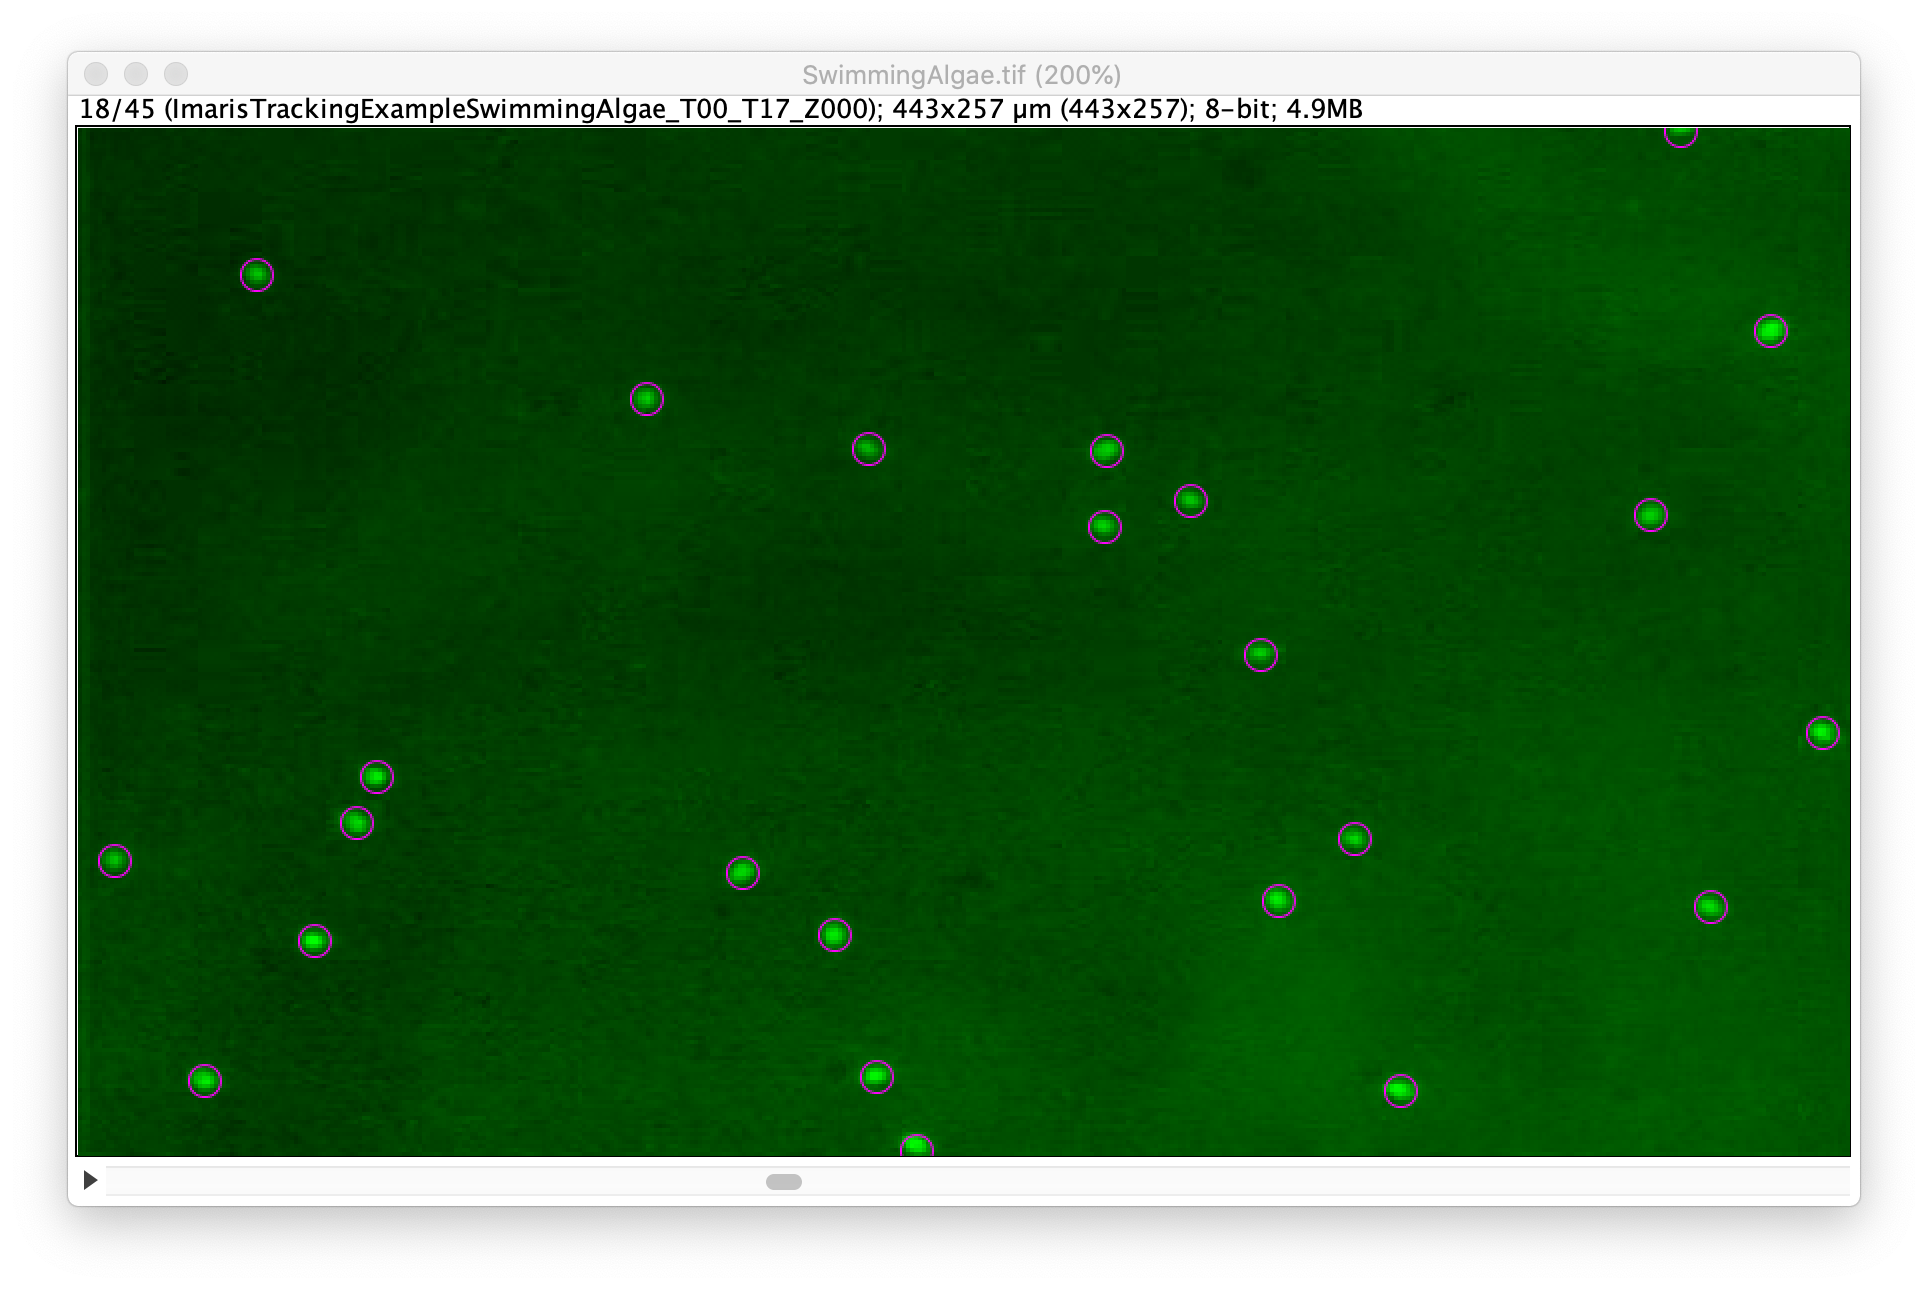 SwimmingAlgae.tif (200%)
18/45 (ImarisTrackingExampleSwimmingAlgae_T00_T17_Z000); 443x257 µm (443x257); 8-bit; 4.9MB